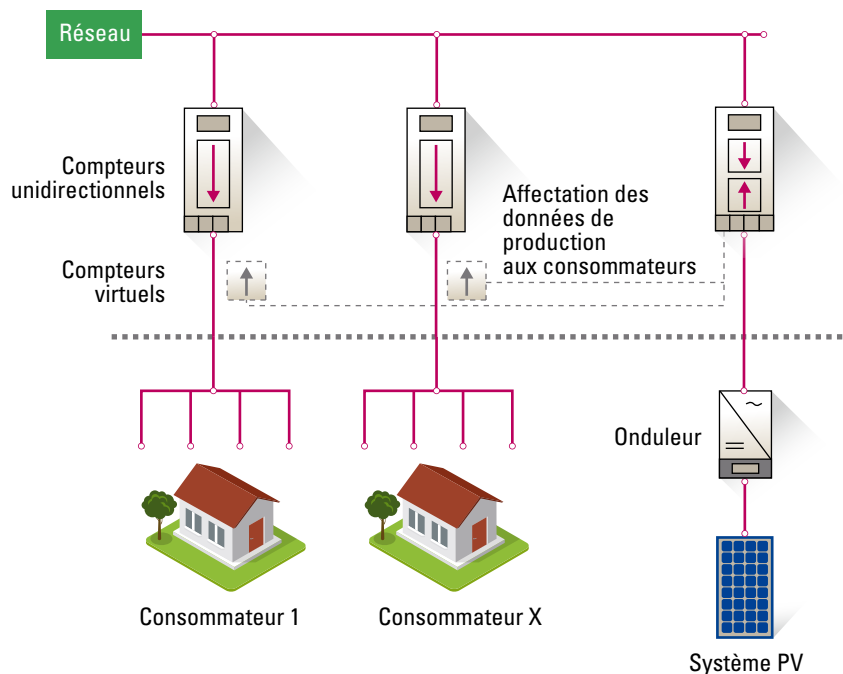 Réseau
Compteurs
unidirectionnels
Affectation des
données de
production
aux consommateurs
Compteurs
virtuels
Onduleur
Consommateur 1
Consommateur X
Système PV